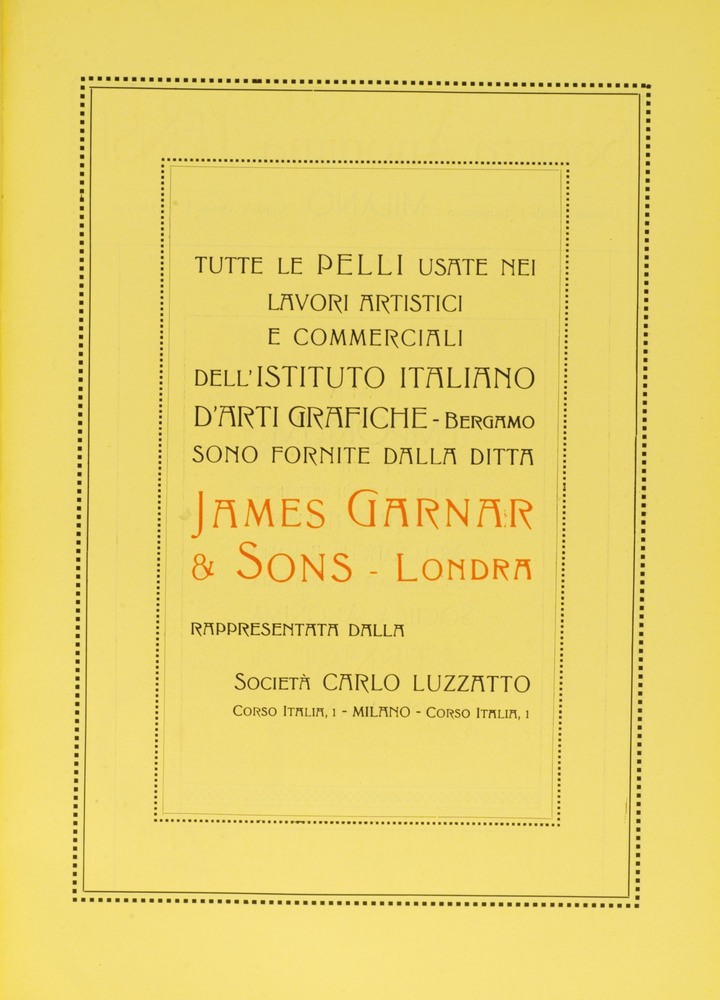 TUTTE LE PELLI USATE NEI
LAVORI ARTISTICI
E COMMERCIALI
DELL'ISTITUTO ITALIANO
D'ARTI GRAFICHE - BERGAMO
SONO FORNITE DALLA DITTA
JAMES GARNAR
& SONS - LONDRA
RAPPRESENTATA DALLA
SOCIETÀ CARLO LUZZATTO
CORSO ITALIA, 1 - MILANO - CORSO ITALIA, 1